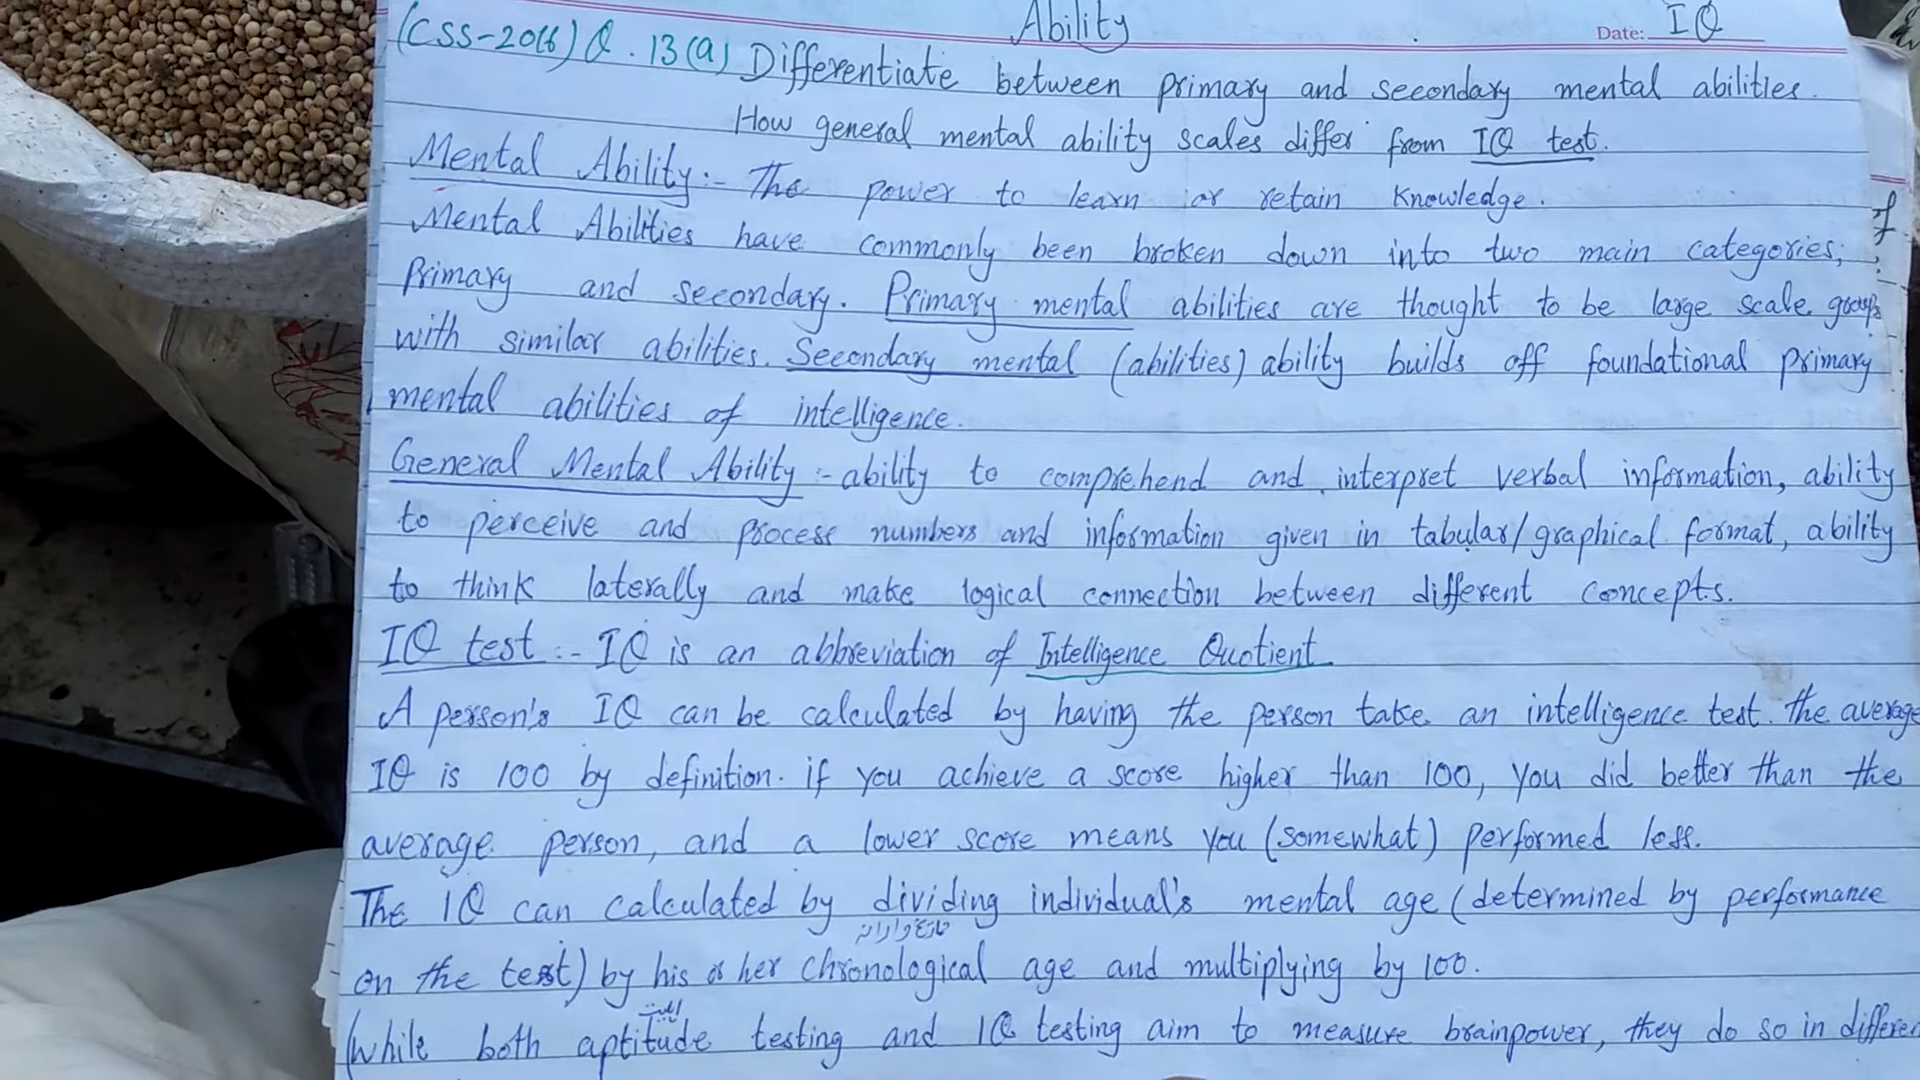 Ability
Date: IQ
(CSS-2016) Q. 13(a) Differentiate between primary and secondary mental abilities.
How general mental ability scales differ from IQ test.
Mental Ability:- The power to learn or retain knowledge.
Mental Abilities have commonly been broken down into two main categories;
Primary and secondary. Primary mental abilities are thought to be large scale groups
with similar abilities. Secondary mental (abilities) ability builds off foundational primary
mental abilities of intelligence.
General Mental Ability:- ability to comprehend and interpret verbal information, ability
to perceive and process numbers and information given in tabular/graphical format, ability
to think laterally and make logical connection between different concepts.
IQ test:- IQ is an abbreviation of Intelligence Quotient
A person's IQ can be calculated by having the person take an intelligence test. the average
IQ is 100 by definition. if you achieve a score higher than 100, you did better than the
average person, and a lower score means you (somewhat) performed less.
The IQ can calculated by dividing individual's mental age (determined by performance
on the test) by his or her chronological age and multiplying by 100.
اہلیت
(while both aptitude testing and IQ testing aim to measure brainpower, they do so in differen